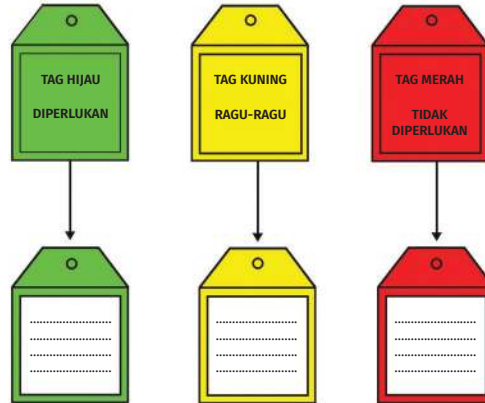 TAG HIJAU
DIPERLUKAN
TAG KUNING
RAGU-RAGU
TAG MERAH
TIDAK
DIPERLUKAN